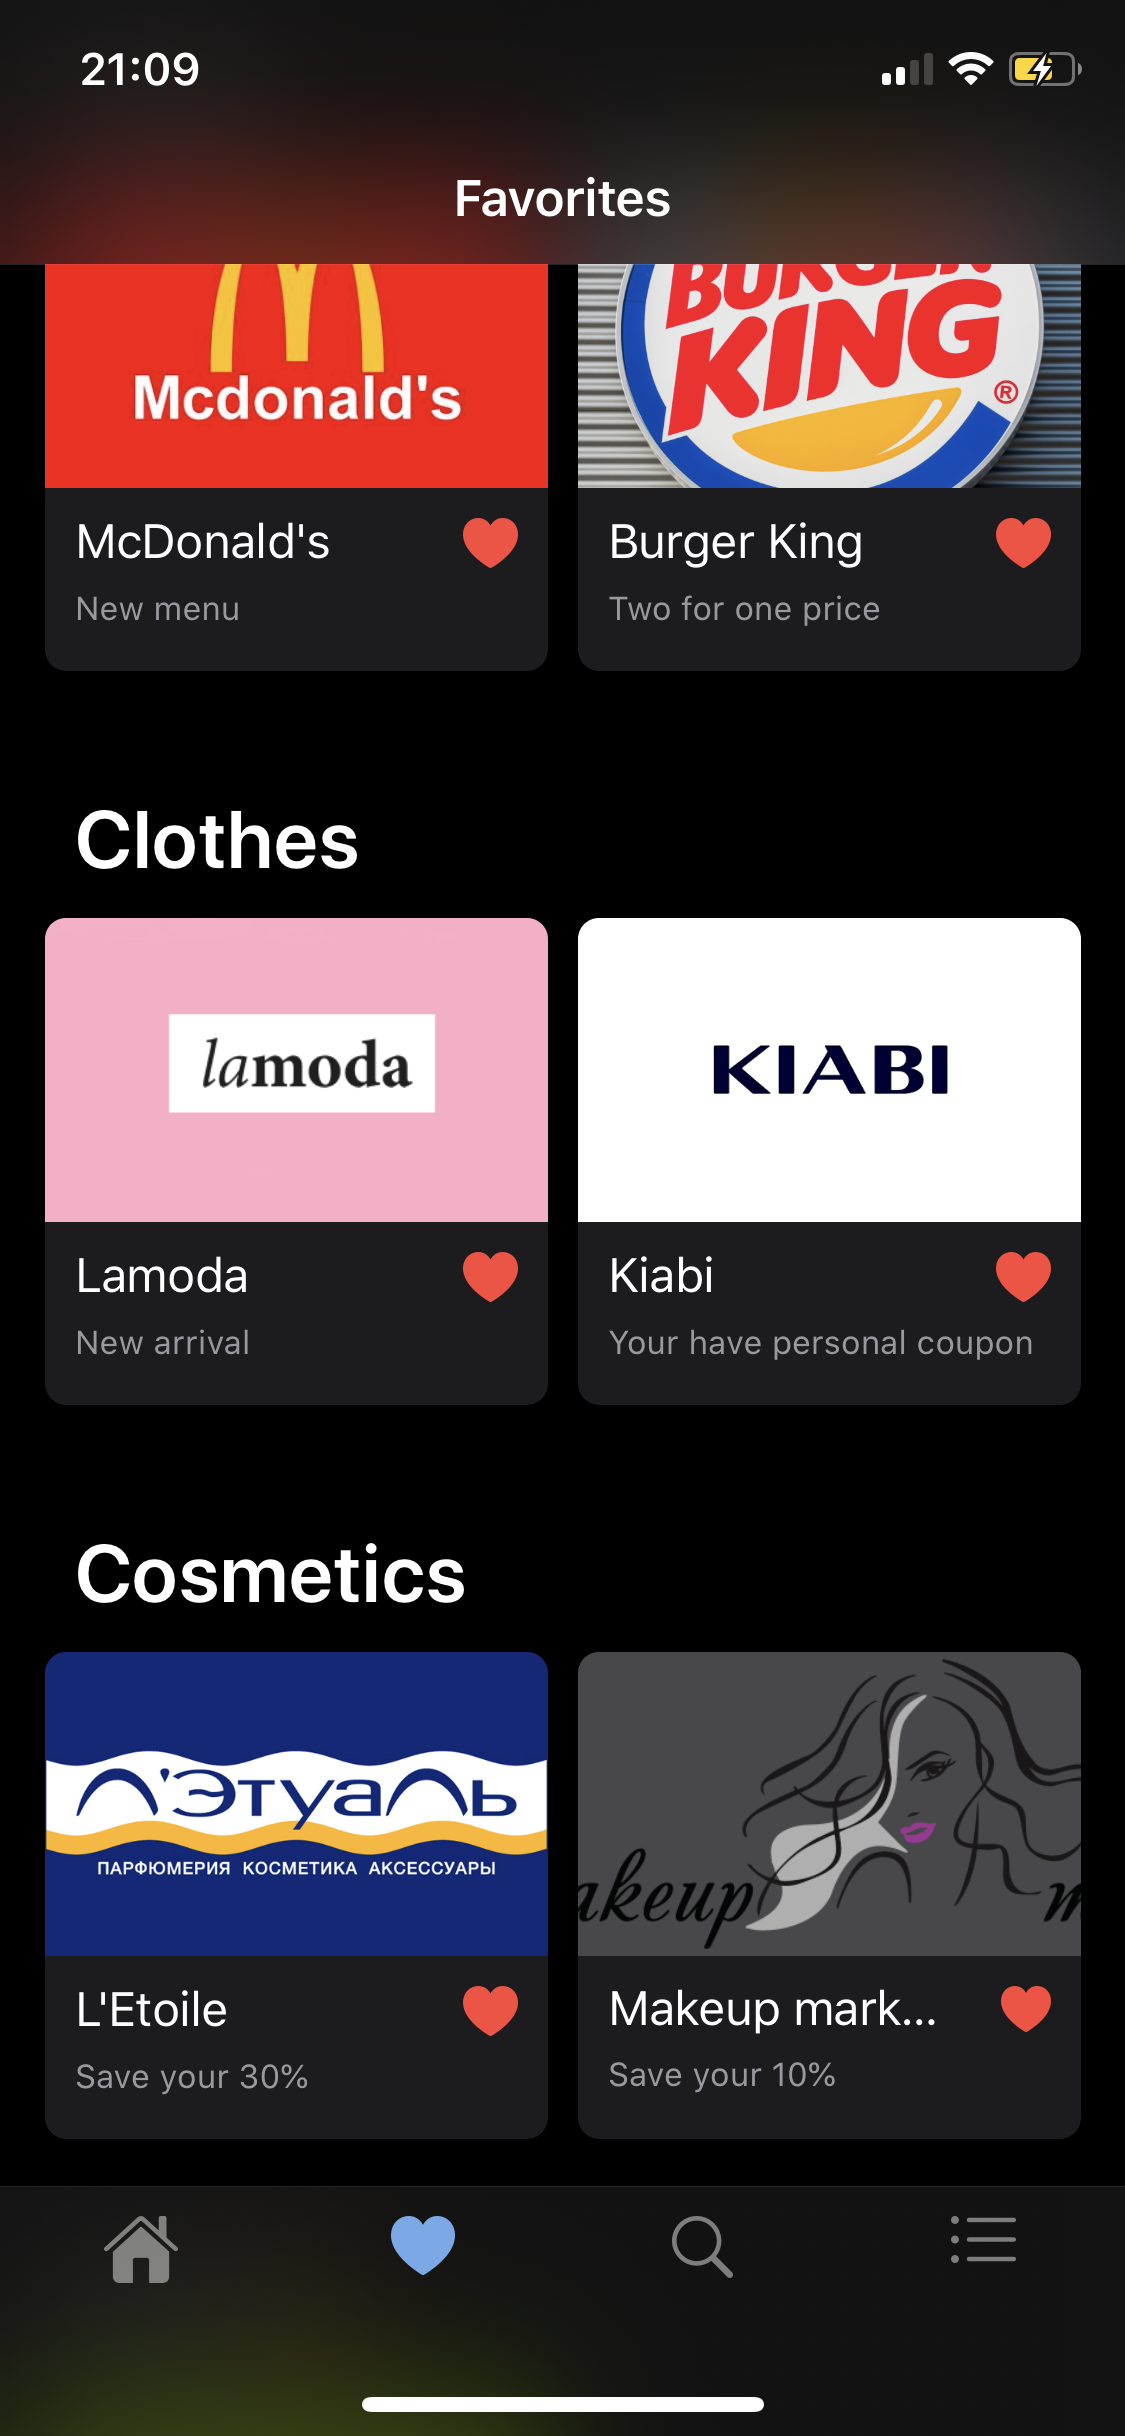 21:09
Favorites
Mcdonald's
BURGER
KING
®
McDonald's
Burger King
New menu
Two for one price
Clothes
lamoda
KIABI
Lamoda
Kiabi
New arrival
Your have personal coupon
Cosmetics
Л'Этуаль
ПАРФЮМЕРИЯ КОСМЕТИКА АКСЕССУАРЫ
akeup m
L'Etoile
Makeup mark...
Save your 30%
Save your 10%